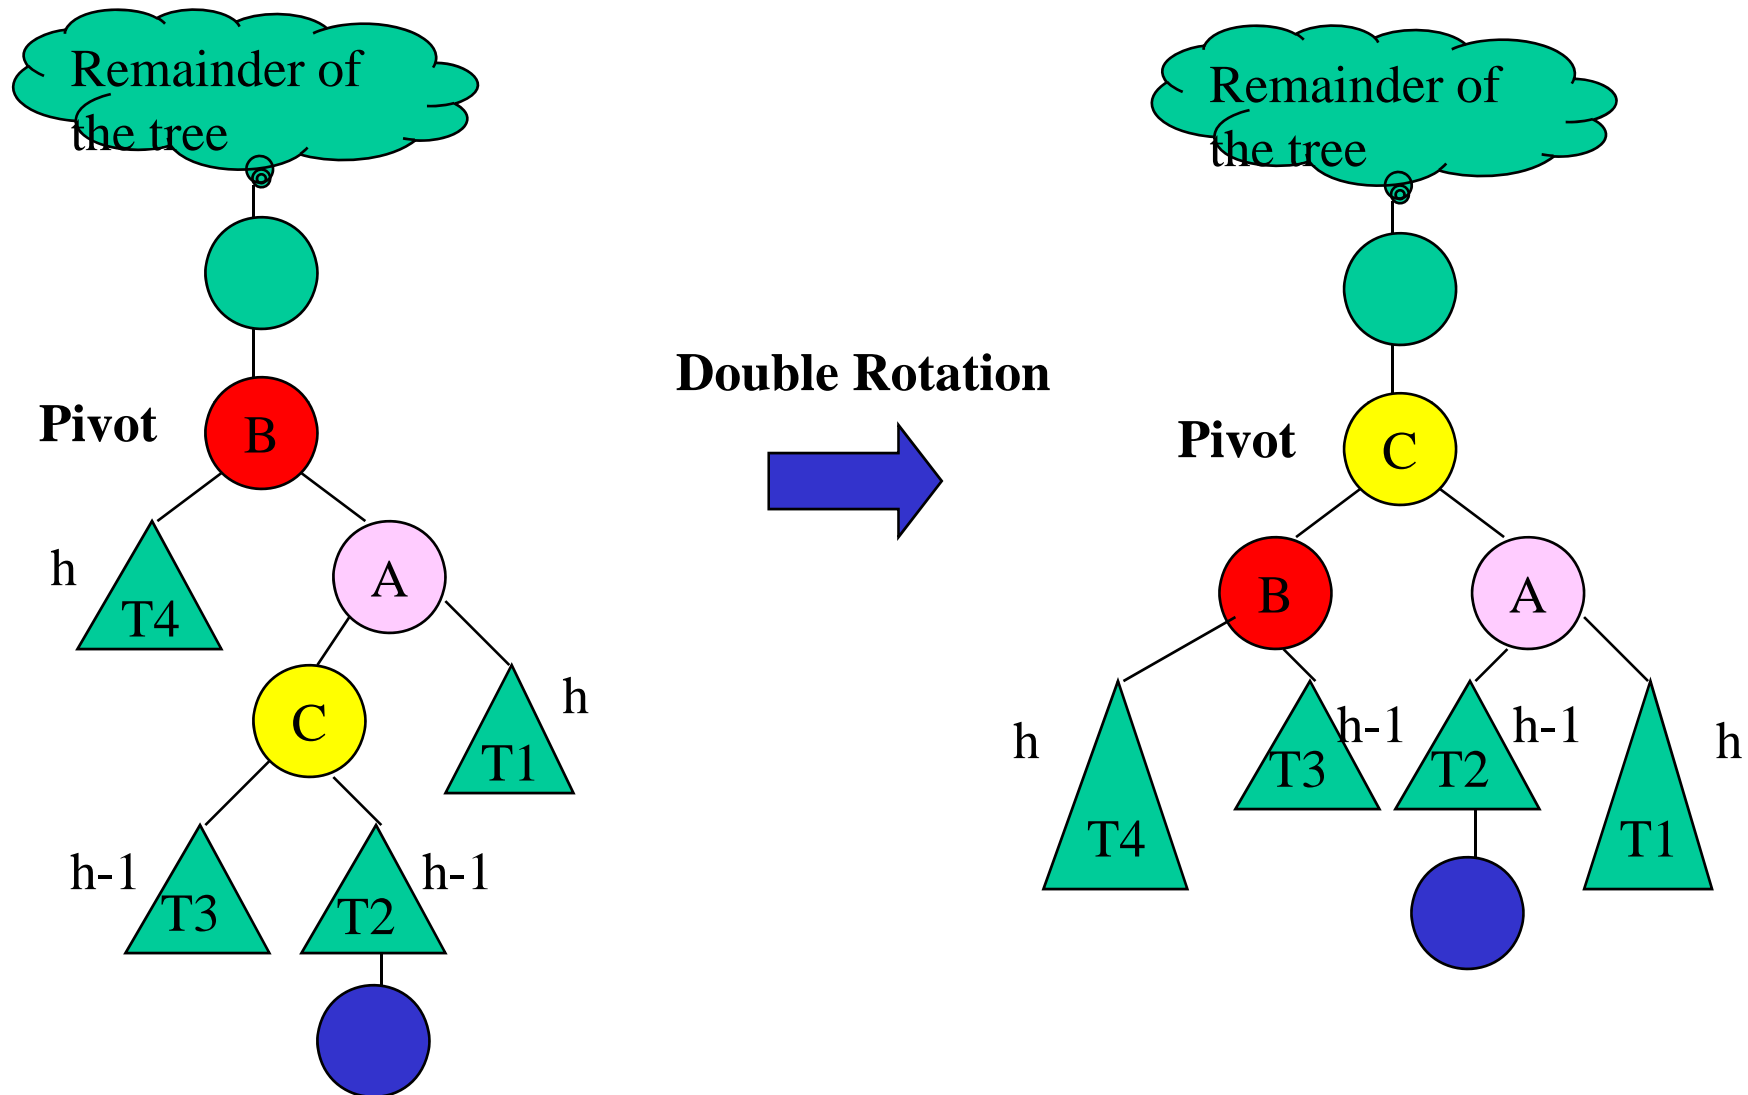 Remainder of
the tree
Pivot
B
h
T4
A
C
h
T1
h-1
T3
h-1
T2
Double Rotation
Remainder of
the tree
Pivot
C
B
A
h
T4
h-1
T3
h-1
T2
h
T1